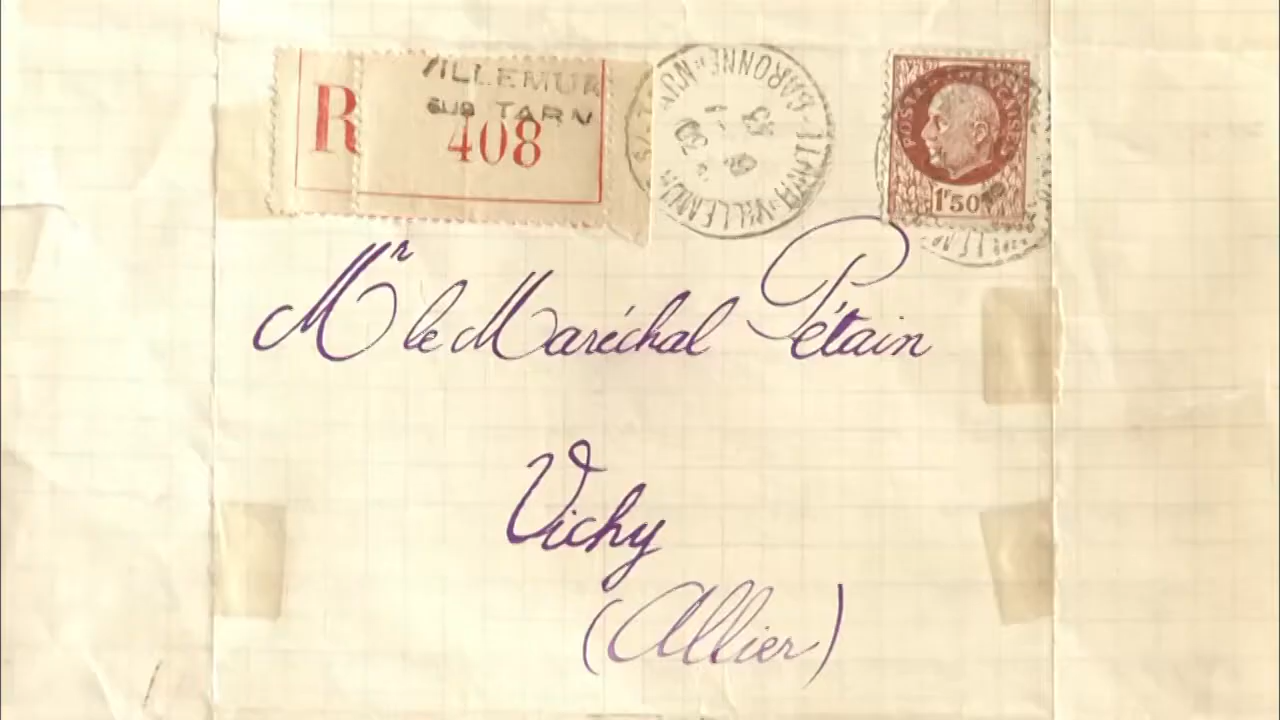 R
VILLEMUR
SUR TARN
408
POSTES FRANÇAISES
1F50
Mr le Maréchal Pétain
Vichy
(Allier)